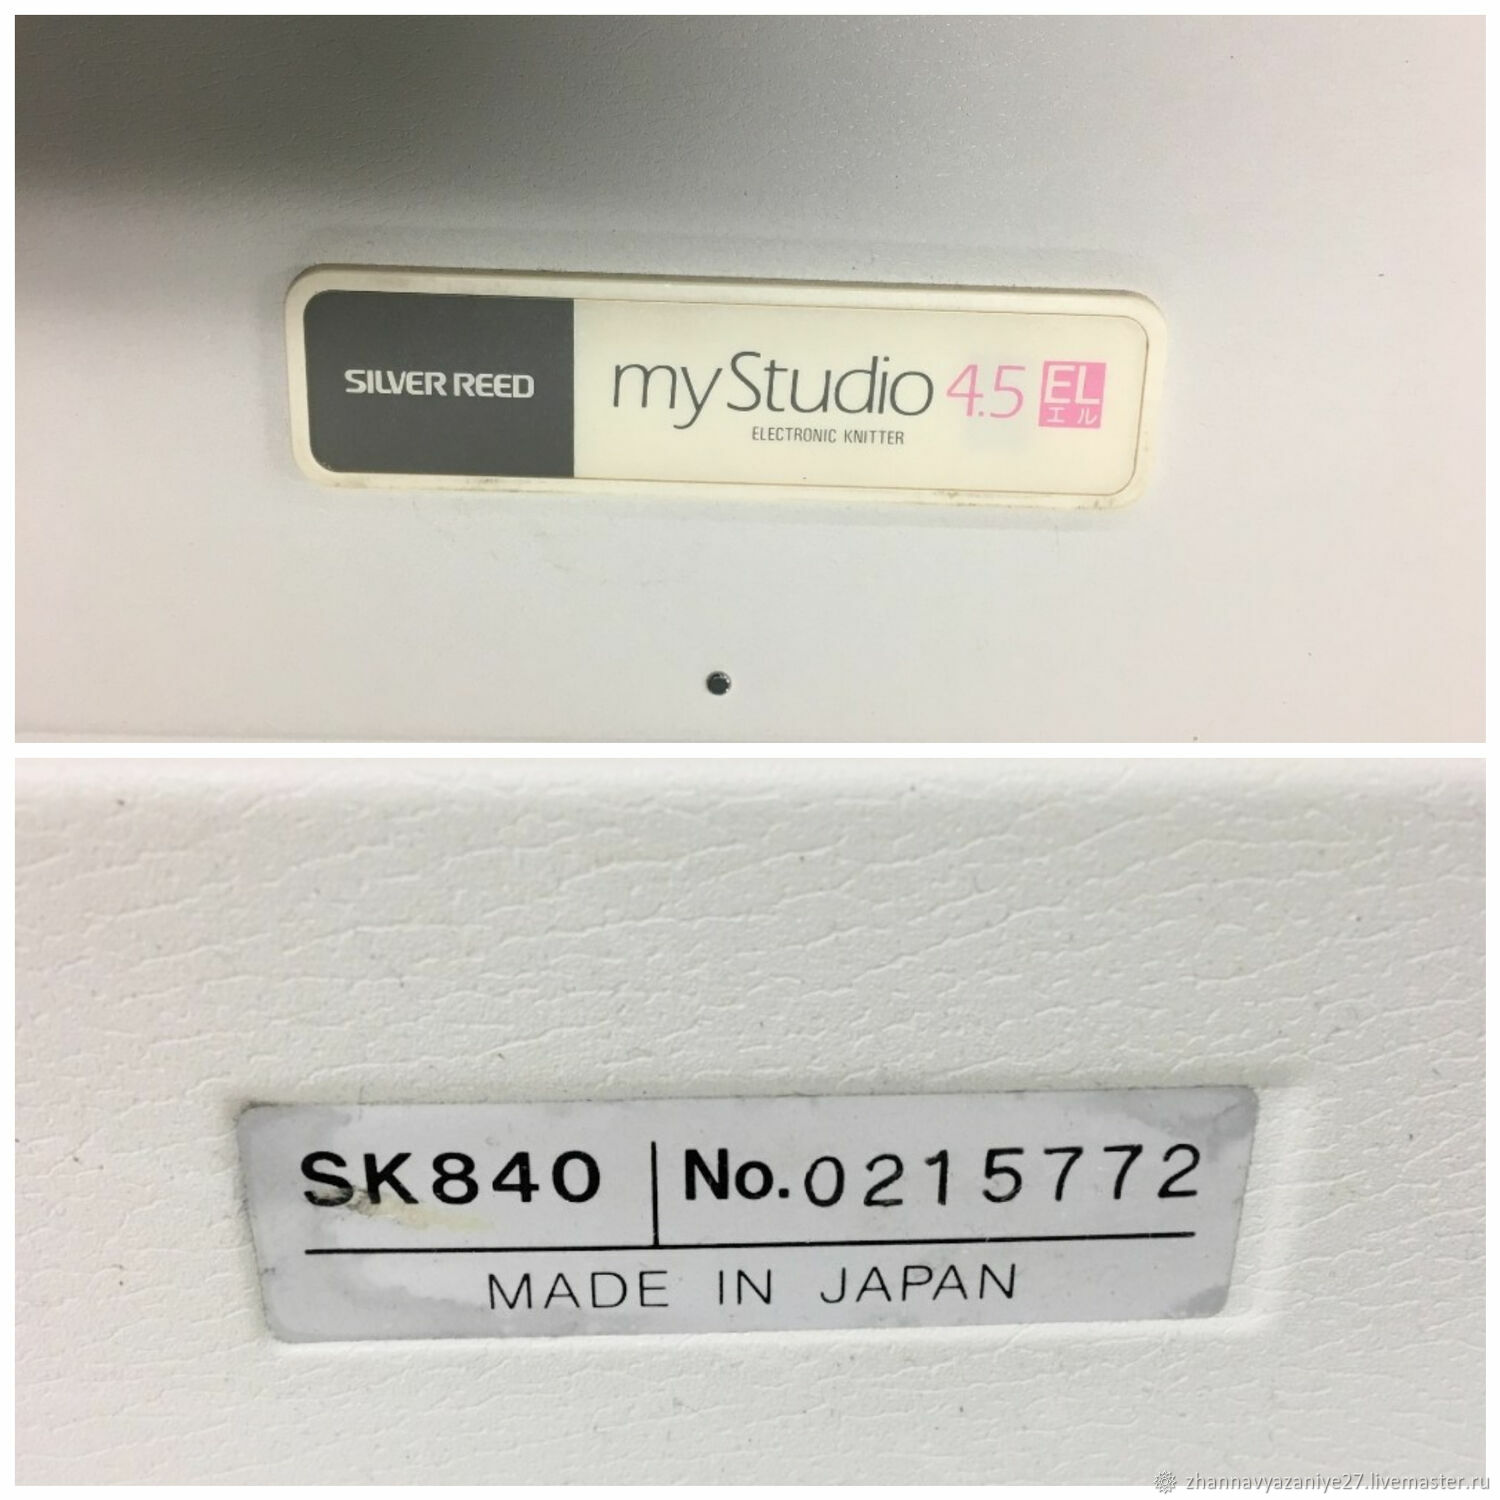 SILVER REED
myStudio 4.5 EL
エル
ELECTRONIC KNITTER
SK840 No. 0215772
MADE IN JAPAN
zhannavyazaniye27.livemaster.ru